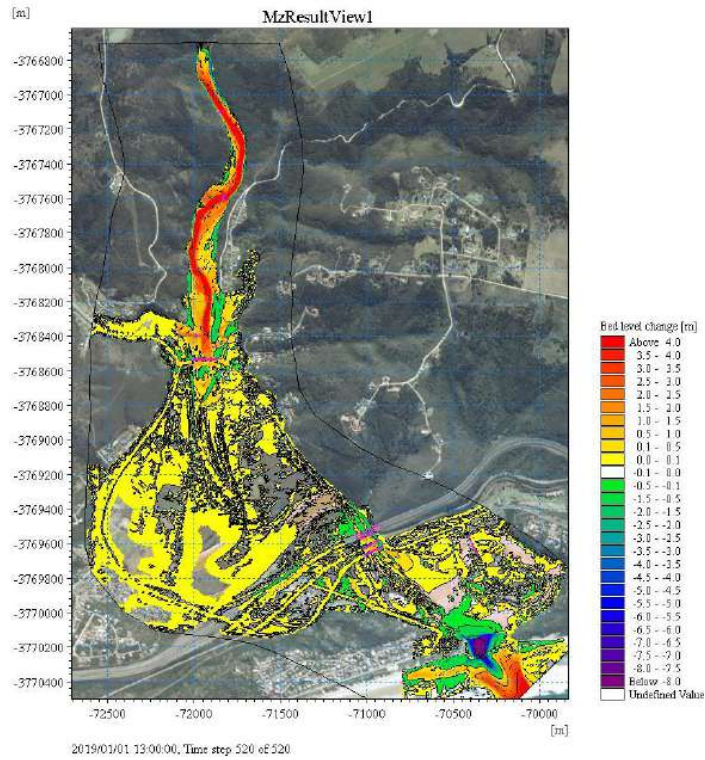 [m]
MzResultView1
-3766800
-3767000
-3767200
-3767400
-3767600
-3767800
-3768000
-3768200
-3768400
-3768600
-3768800
-3769000
-3769200
-3769400
-3769600
-3769800
-3770000
-3770200
-3770400
-72500
-72000
-71500
-71000
-70500
-70000
[m]
2019/01/01 13:00:00, Time step 520 of 520
Bed level change [m]
Above 4.0
3.5 - 4.0
3.0 - 3.5
2.5 - 3.0
2.0 - 2.5
1.5 - 2.0
1.0 - 1.5
0.5 - 1.0
0.1 - 0.5
0.0 - 0.1
-0.1 - 0.0
-0.5 - -0.1
-1.5 - -0.5
-2.0 - -1.5
-2.5 - -2.0
-3.0 - -2.5
-3.5 - -3.0
-4.0 - -3.5
-4.5 - -4.0
-5.0 - -4.5
-5.5 - -5.0
-6.0 - -5.5
-6.5 - -6.0
-7.5 - -6.5
-8.0 - -7.5
Below -8.0
Undefined Value